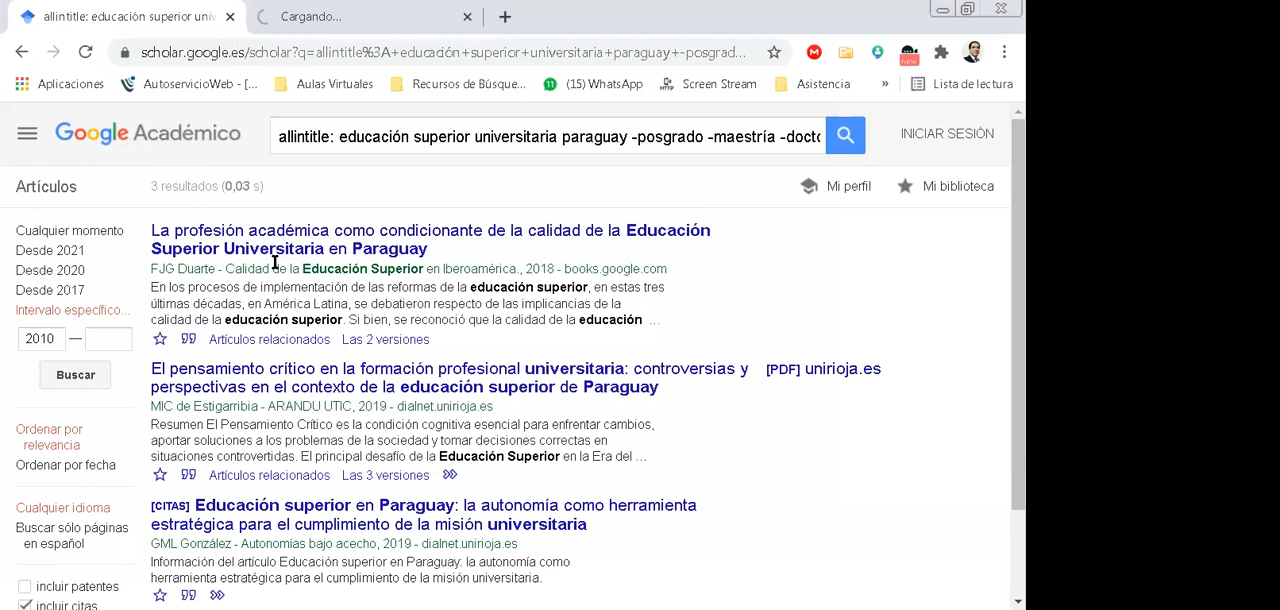 allintitle: educación superior univ
Cargando...
scholar.google.es/scholar?q=allintitle%3A+educación+superior+universitaria+paraguay+-posgrad...
new
Aplicaciones
AutoservicioWeb - [...
Aulas Virtuales
Recursos de Búsque...
(15) WhatsApp
Screen Stream
Asistencia
»
Lista de lectura
Google Académico
allintitle: educación superior universitaria paraguay -posgrado -maestría -docto
INICIAR SESIÓN
Artículos
3 resultados (0,03 s)
Mi perfil
Mi biblioteca
Cualquier momento
Desde 2021
Desde 2020
Desde 2017
Intervalo específico...
2010 —
Buscar
Ordenar por
relevancia
Ordenar por fecha
Cualquier idioma
Buscar sólo páginas
en español
incluir patentes
incluir citas
La profesión académica como condicionante de la calidad de la Educación
Superior Universitaria en Paraguay
FJG Duarte - Calidad de la Educación Superior en Iberoamérica., 2018 - books.google.com
En los procesos de implementación de las reformas de la educación superior, en estas tres
últimas décadas, en América Latina, se debatieron respecto de las implicancias de la
calidad de la educación superior. Si bien, se reconoció que la calidad de la educación ...
Artículos relacionados Las 2 versiones
El pensamiento crítico en la formación profesional universitaria: controversias y
perspectivas en el contexto de la educación superior de Paraguay
[PDF] unirioja.es
MIC de Estigarribia - ARANDU UTIC, 2019 - dialnet.unirioja.es
Resumen El Pensamiento Crítico es la condición cognitiva esencial para enfrentar cambios,
aportar soluciones a los problemas de la sociedad y tomar decisiones correctas en
situaciones controvertidas. El principal desafío de la Educación Superior en la Era del ...
Artículos relacionados Las 3 versiones
[CITAS] Educación superior en Paraguay: la autonomía como herramienta
estratégica para el cumplimiento de la misión universitaria
GML González - Autonomías bajo acecho, 2019 - dialnet.unirioja.es
Información del artículo Educación superior en Paraguay: la autonomía como
herramienta estratégica para el cumplimiento de la misión universitaria.